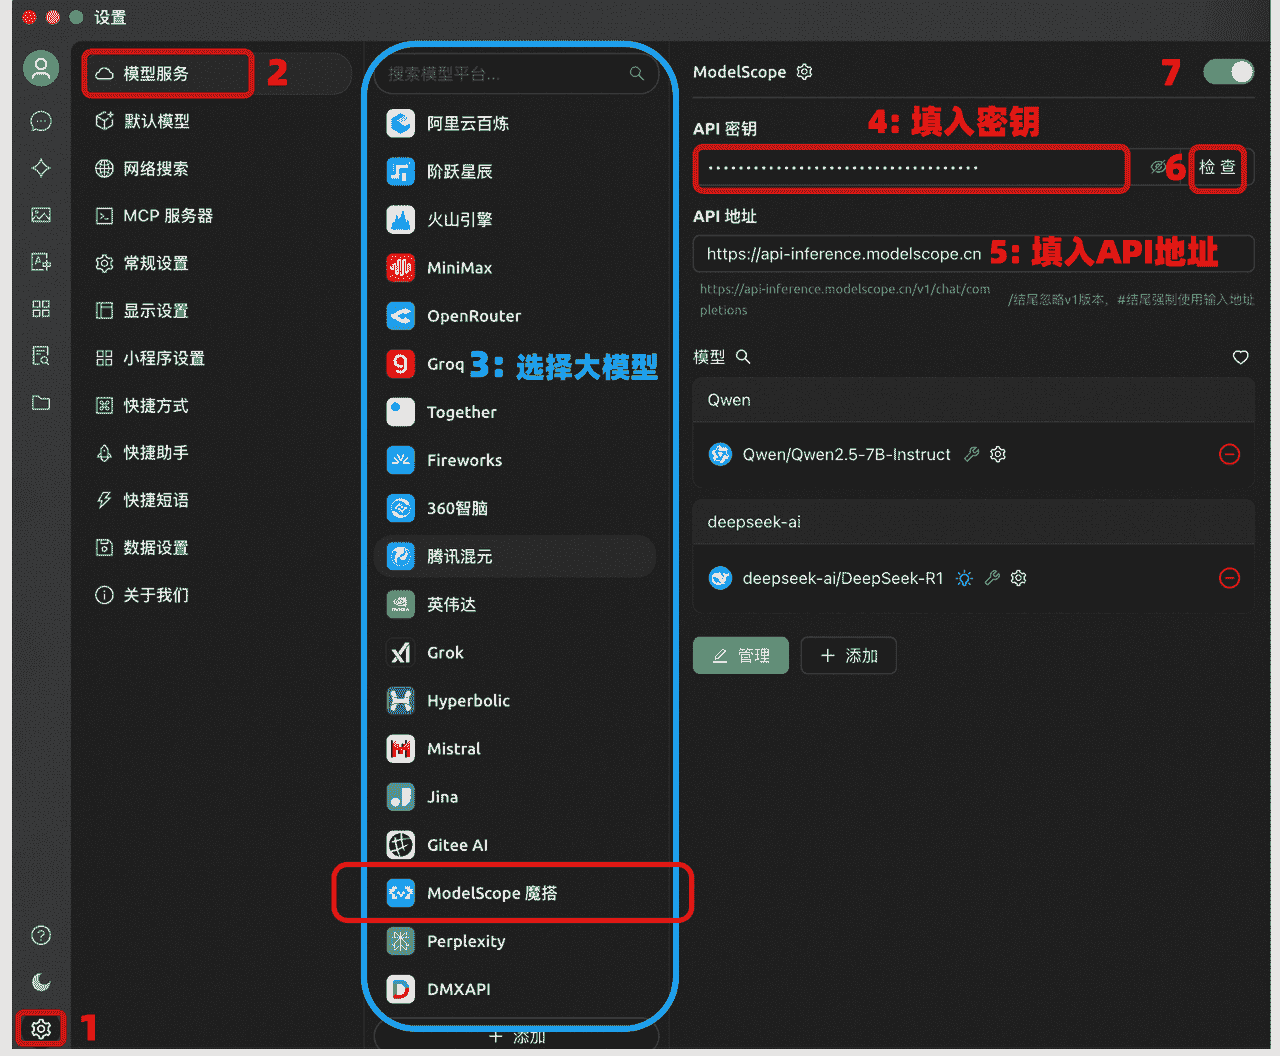 设置
模型服务
2
默认模型
网络搜索
MCP 服务器
常规设置
显示设置
小程序设置
快捷方式
快捷助手
快捷短语
数据设置
关于我们
1
搜索模型平台...
阿里云百炼
阶跃星辰
火山引擎
MiniMax
OpenRouter
Groq
3: 选择大模型
Together
Fireworks
360智脑
腾讯混元
英伟达
Grok
Hyperbolic
Mistral
Jina
Gitee AI
ModelScope 魔搭
Perplexity
DMXAPI
添加
ModelScope
7
API 密钥
4: 填入密钥
6
检查
API 地址
https://api-inference.modelscope.cn
5: 填入API地址
https://api-inference.modelscope.cn/v1/chat/com
pletions
/结尾忽略v1版本，#结尾强制使用输入地址
模型
Qwen
Qwen/Qwen2.5-7B-Instruct
deepseek-ai
deepseek-ai/DeepSeek-R1
管理
添加